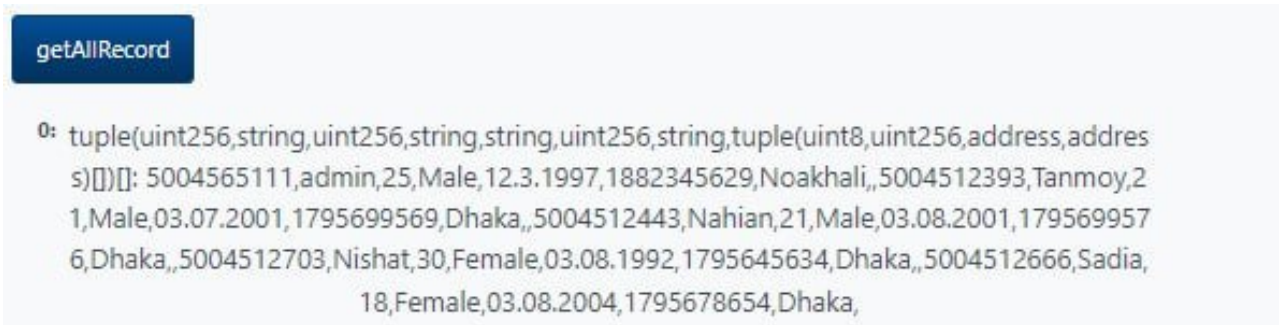 getAllRecord
0: tuple(uint256,string,uint256,string,string,uint256,string,tuple(uint8,uint256,address,addres
s)[])[]: 5004565111,admin,25,Male,12.3.1997,1882345629,Noakhali,,5004512393,Tanmoy,2
1,Male,03.07.2001,1795699569,Dhaka,,5004512443,Nahian,21,Male,03.08.2001,179569957
6,Dhaka,,5004512703,Nishat,30,Female,03.08.1992,1795645634,Dhaka,,5004512666,Sadia,
18,Female,03.08.2004,1795678654,Dhaka,